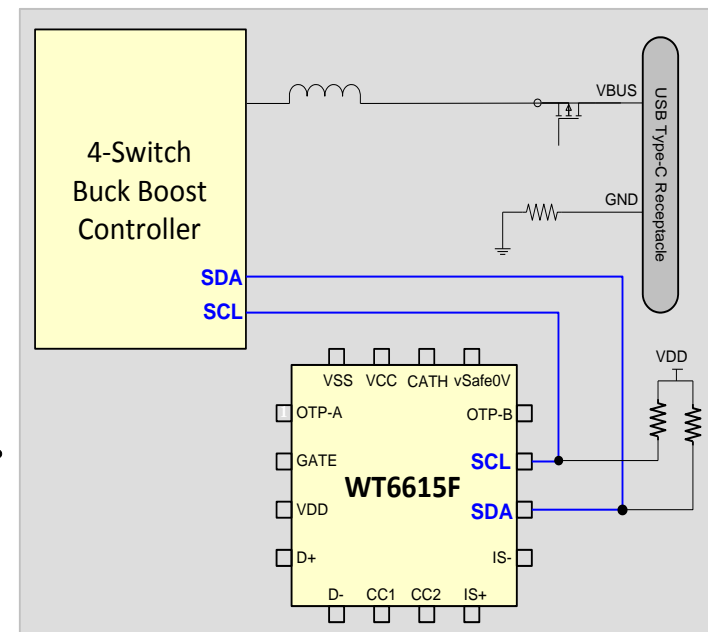 VBUS
USB Type-C Receptacle
4-Switch
Buck Boost
Controller
GND
SDA
SCL
VDD
VSS VCC CATH vSafe0V
1 OTP-A OTP-B
GATE SCL
WT6615F
VDD SDA
D+ IS-
D- CC1 CC2 IS+